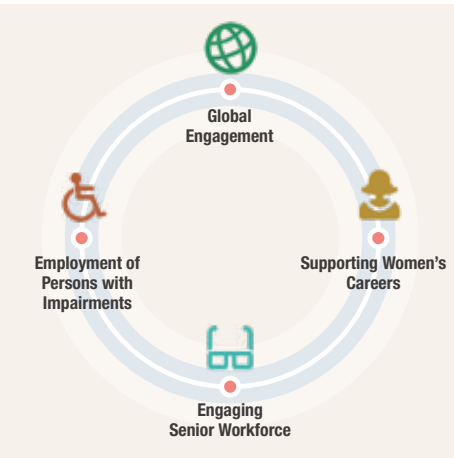 Global
Engagement
Employment of
Persons with
Impairments
Supporting Women's
Careers
Engaging
Senior Workforce